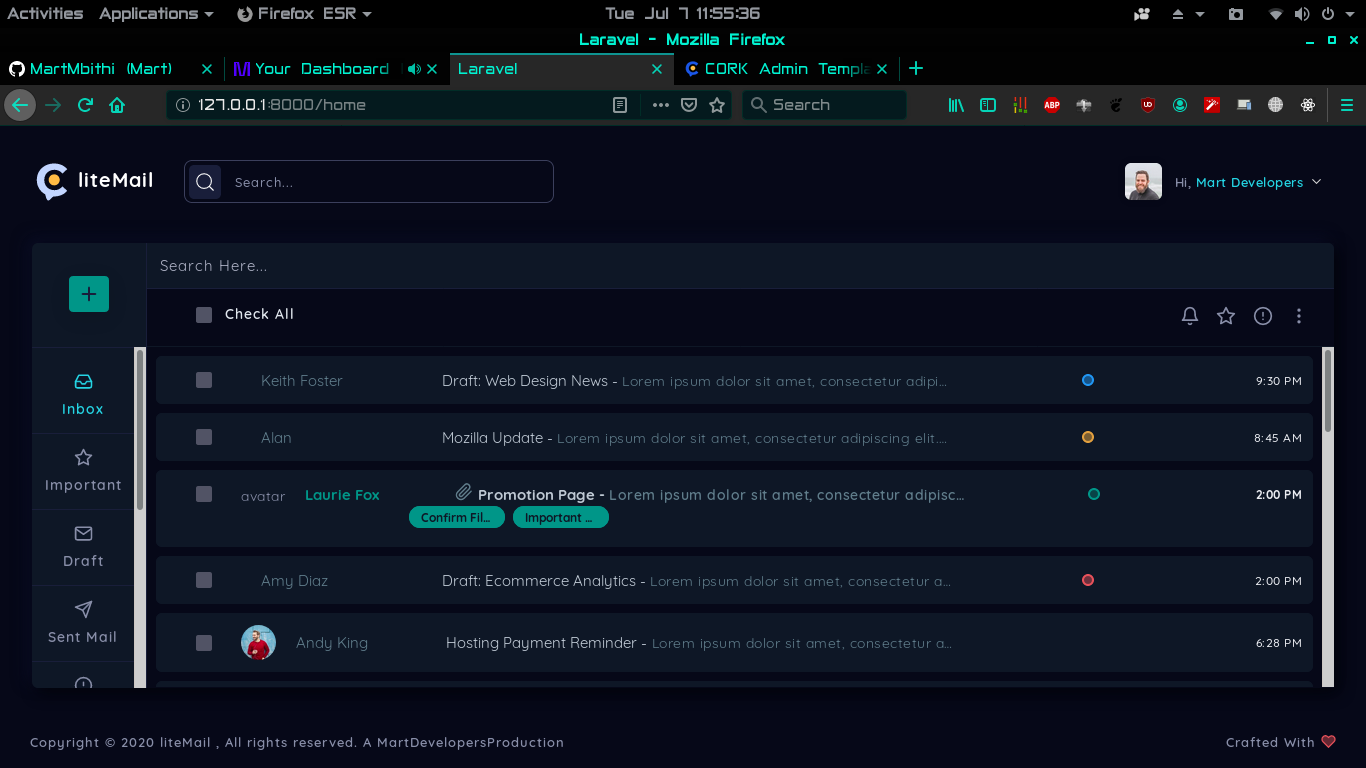 Activities Applications Firefox ESR Tue Jul 7 11:55:36
Laravel - Mozilla Firefox
MartMbithi (Mart) Your Dashboard Laravel CORK Admin Templa
127.0.0.1:8000/home Search ABP UO
liteMail Search... Hi, Mart Developers
Search Here...
Check All
Inbox
Important
Draft
Sent Mail
Keith Foster Draft: Web Design News - Lorem ipsum dolor sit amet, consectetur adipi... 9:30 PM
Alan Mozilla Update - Lorem ipsum dolor sit amet, consectetur adipiscing elit.... 8:45 AM
avatar Laurie Fox Promotion Page - Lorem ipsum dolor sit amet, consectetur adipisc... 2:00 PM
Confirm Fil... Important ...
Amy Diaz Draft: Ecommerce Analytics - Lorem ipsum dolor sit amet, consectetur a... 2:00 PM
Andy King Hosting Payment Reminder - Lorem ipsum dolor sit amet, consectetur a... 6:28 PM
Copyright © 2020 liteMail , All rights reserved. A MartDevelopersProduction Crafted With